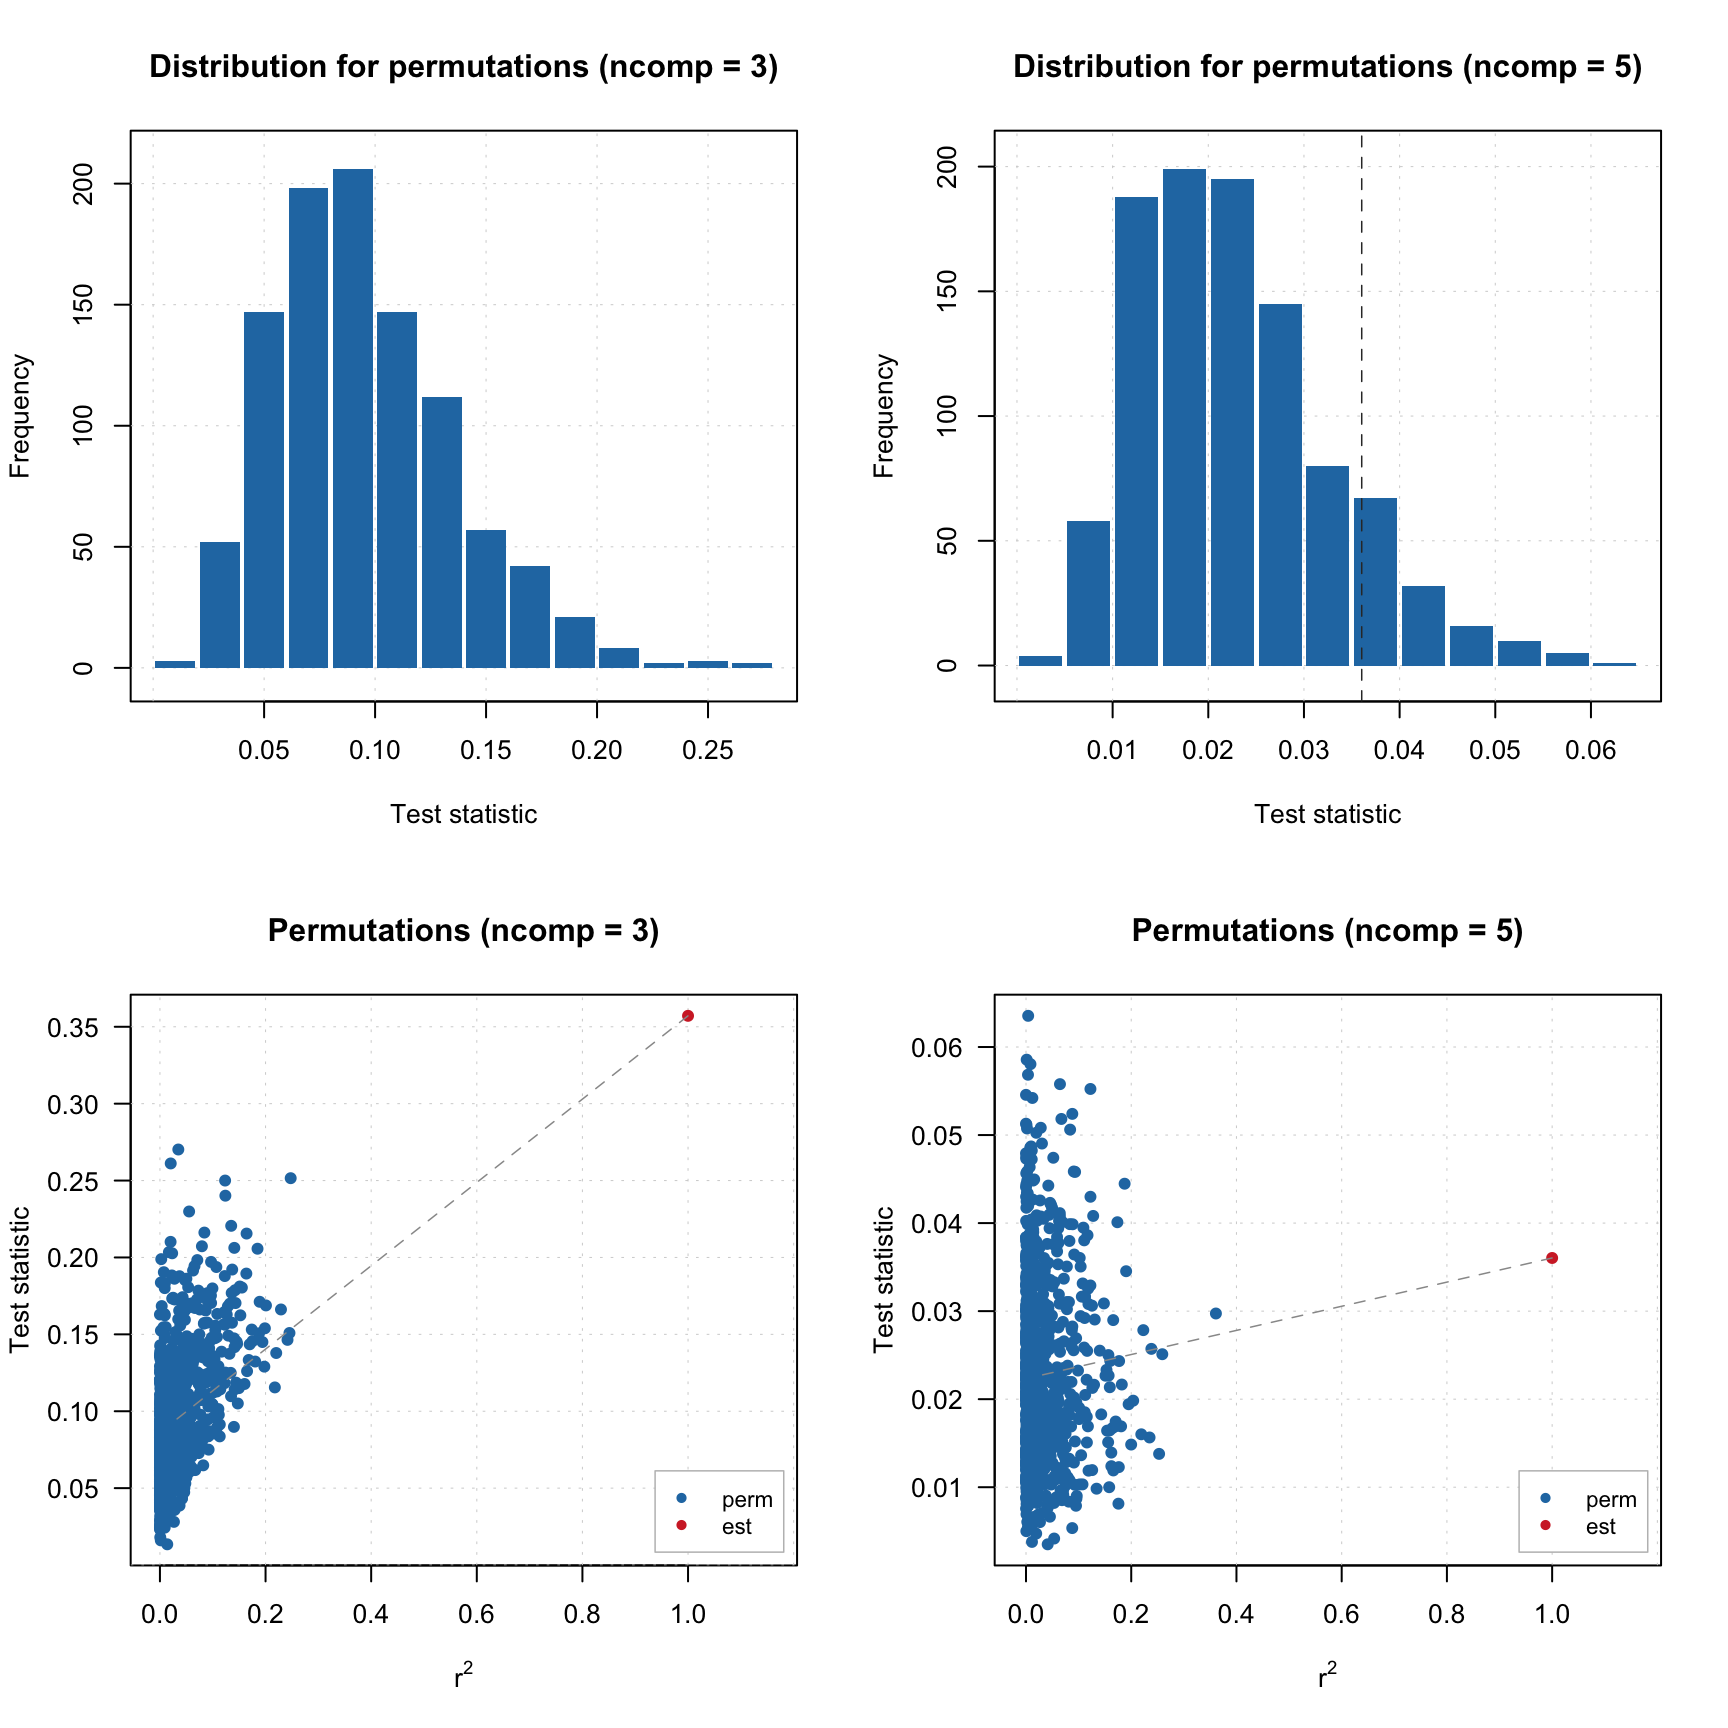 Distribution for permutations (ncomp = 3)
Frequency
0
50
100
150
200
0.05 0.10 0.15 0.20 0.25
Test statistic
Distribution for permutations (ncomp = 5)
Frequency
0
50
100
150
200
0.01 0.02 0.03 0.04 0.05 0.06
Test statistic
Permutations (ncomp = 3)
Test statistic
0.35
0.30
0.25
0.20
0.15
0.10
0.05
perm
est
0.0 0.2 0.4 0.6 0.8 1.0
r²
Permutations (ncomp = 5)
Test statistic
0.06
0.05
0.04
0.03
0.02
0.01
perm
est
0.0 0.2 0.4 0.6 0.8 1.0
r²